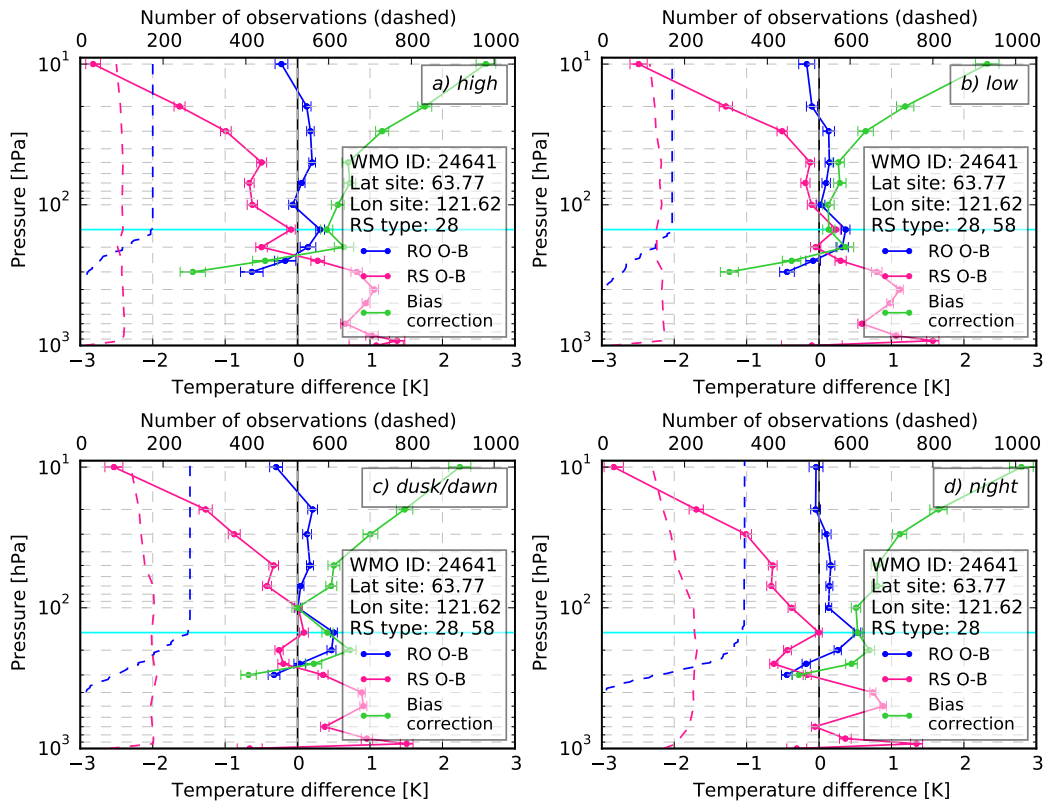 Number of observations (dashed)
0 200 400 600 800 1000
10¹
10²
10³
Pressure [hPa]
a) high
WMO ID: 24641
Lat site: 63.77
Lon site: 121.62
RS type: 28
RO O-B
RS O-B
Bias
correction
−3 −2 −1 0 1 2 3
Temperature difference [K]
Number of observations (dashed)
0 200 400 600 800 1000
10¹
10²
10³
Pressure [hPa]
b) low
WMO ID: 24641
Lat site: 63.77
Lon site: 121.62
RS type: 28, 58
RO O-B
RS O-B
Bias
correction
−3 −2 −1 0 1 2 3
Temperature difference [K]
Number of observations (dashed)
0 200 400 600 800 1000
10¹
10²
10³
Pressure [hPa]
c) dusk/dawn
WMO ID: 24641
Lat site: 63.77
Lon site: 121.62
RS type: 28, 58
RO O-B
RS O-B
Bias
correction
−3 −2 −1 0 1 2 3
Temperature difference [K]
Number of observations (dashed)
0 200 400 600 800 1000
10¹
10²
10³
Pressure [hPa]
d) night
WMO ID: 24641
Lat site: 63.77
Lon site: 121.62
RS type: 28
RO O-B
RS O-B
Bias
correction
−3 −2 −1 0 1 2 3
Temperature difference [K]